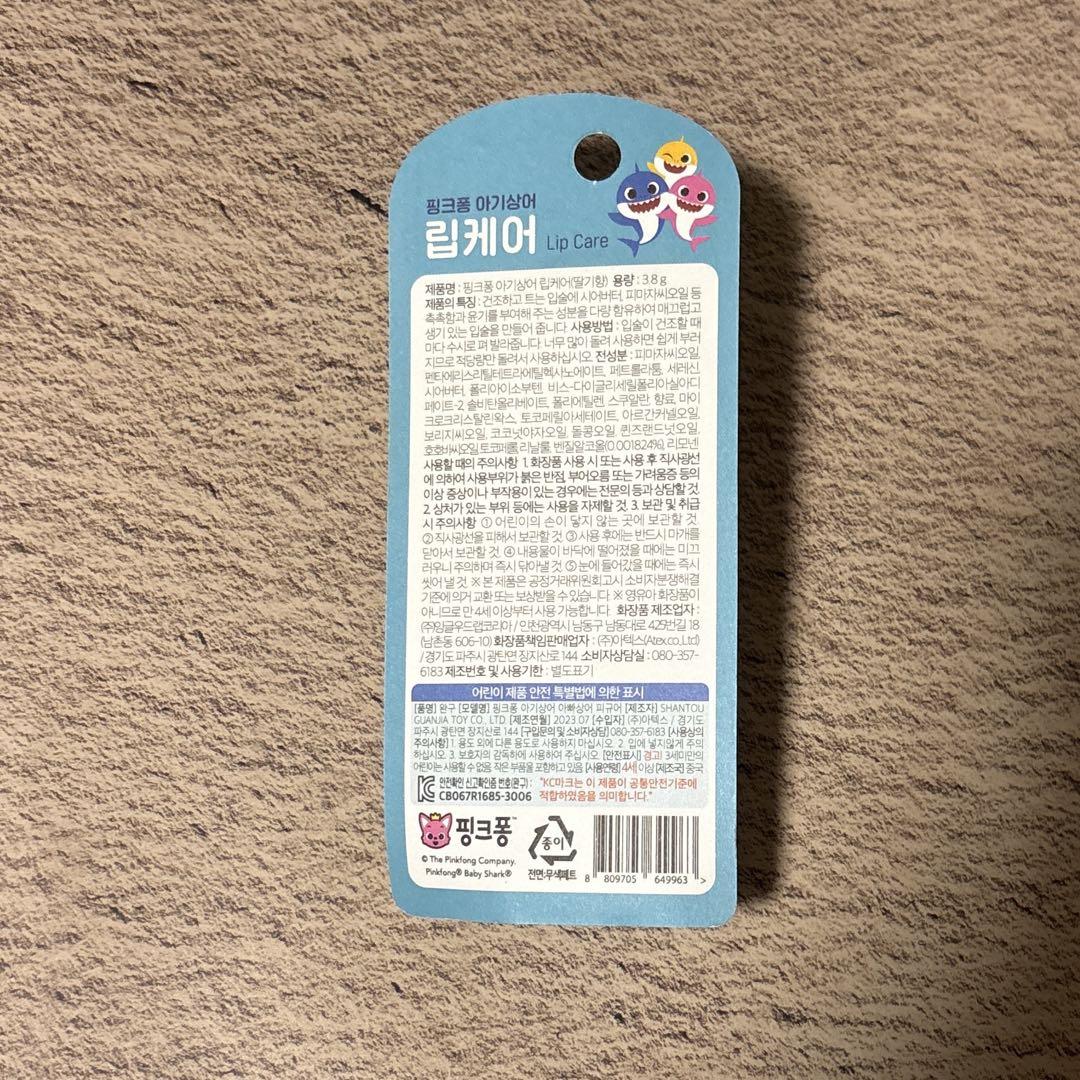 핑크퐁 아기상어
립케어 Lip Care
제품명 : 핑크퐁 아기상어 립케어(딸기향) 용량 : 3.8 g
제품의 특징 : 건조하고 트는 입술에 시어버터, 피마자씨오일 등
촉촉함과 윤기를 부여해 주는 성분을 다량 함유하여 매끄럽고
생기 있는 입술을 만들어 줍니다. 사용방법 : 입술이 건조할 때
마다 수시로 펴 발라줍니다. 너무 많이 돌려 사용하면 쉽게 부러
지므로 적당량만 돌려서 사용하십시오. 전성분 : 피마자씨오일,
펜타에리스리틸테트라에틸헥사노에이트, 페트롤라툼, 세레신,
시어버터, 폴리아이소부텐, 비스-다이글리세릴폴리아실아디
페이트-2, 솔비탄올리베이트, 폴리에틸렌, 스쿠알란, 향료, 마이
크로크리스탈린왁스, 토코페릴아세테이트, 아르간커넬오일,
보리지씨오일, 코코넛야자오일, 돌콩오일, 퀸즈랜드넛오일,
호호바씨오일, 토코페롤, 리날룰, 벤질알코올(0.001824%), 리모넨
사용할 때의 주의사항 1. 화장품 사용 시 또는 사용 후 직사광선
에 의하여 사용부위가 붉은 반점, 부어오름 또는 가려움증 등의
이상 증상이나 부작용이 있는 경우에는 전문의 등과 상담할 것.
2. 상처가 있는 부위 등에는 사용을 자제할 것. 3. 보관 및 취급
시 주의사항 ① 어린이의 손이 닿지 않는 곳에 보관할 것
② 직사광선을 피해서 보관할 것 ③ 사용 후에는 반드시 마개를
닫아서 보관할 것. ④ 내용물이 바닥에 떨어졌을 때에는 미끄
러우니 주의하며 즉시 닦아낼 것 ⑤ 눈에 들어갔을 때에는 즉시
씻어 낼 것. ※ 본 제품은 공정거래위원회고시 소비자분쟁해결
기준에 의거 교환 또는 보상받을 수 있습니다. ※ 영유아 화장품이
아니므로 만 4세 이상부터 사용 가능합니다. 화장품 제조업자 :
(주)잉글우드랩코리아 / 인천광역시 남동구 남동대로 429번길 18
(남촌동 606-10) 화장품책임판매업자 : (주)아텍스(Atex.co.,Ltd)
/ 경기도 파주시 광탄면 장지산로 144 소비자상담실 : 080-357-
6183 제조번호 및 사용기한 : 별도표기
어린이 제품 안전 특별법에 의한 표시
[품명] 완구 [모델명] 핑크퐁 아기상어 아빠상어 피규어 [제조자] SHANTOU
GUANJIA TOY CO., LTD. [제조연월] 2023.07 [수입자] (주)아텍스 / 경기도
파주시 광탄면 장지산로 144 [구입문의 및 소비자상담] 080-357-6183 [사용상의
주의사항] 1. 용도 외에 다른 용도로 사용하지 마십시오. 2. 입에 넣지않게 주의
하십시오. 3. 보호자의 감독하에 사용하여 주십시오. [안전표시] 경고! 3세미만의
어린이는 사용할 수 없음. 작은 부품을 포함하고 있음 [사용연령] 4세 이상 [제조국] 중국
KC 안전확인 신고확인증 번호(완구) :
CB067R1685-3006
"KC마크는 이 제품이 공통안전기준에
적합하였음을 의미합니다."
핑크퐁™
© The Pinkfong Company.
Pinkfong® Baby Shark®
종이
전면:무색페트
8 809705 649963 >